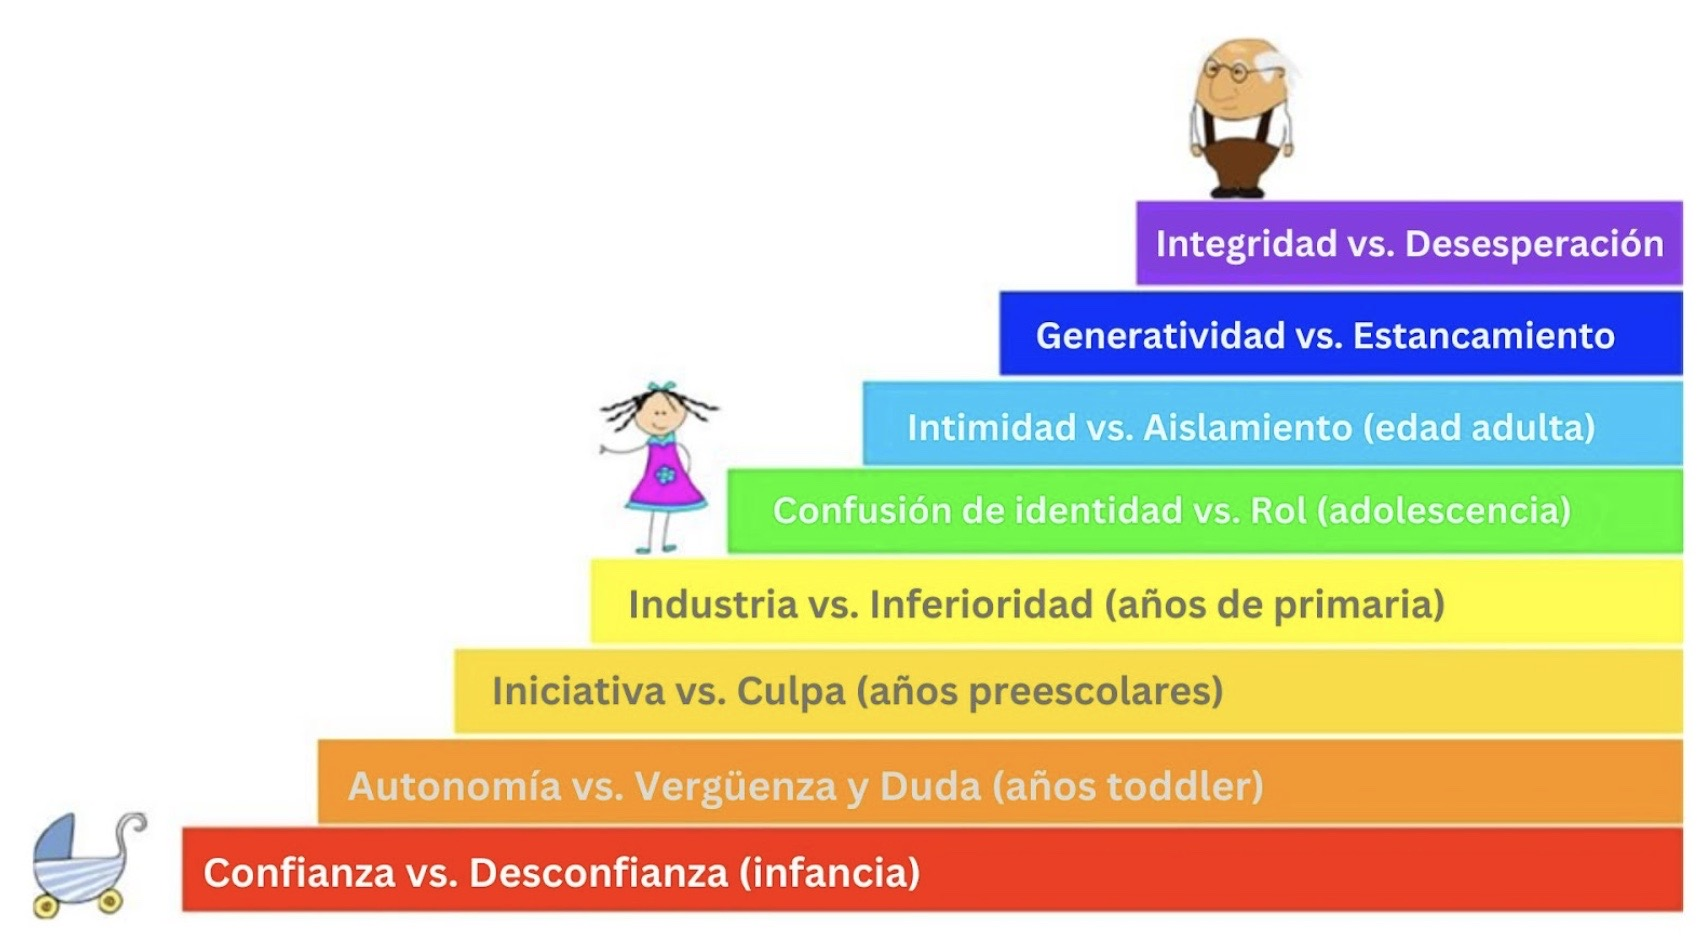 Integridad vs. Desesperación
Generatividad vs. Estancamiento
Intimidad vs. Aislamiento (edad adulta)
Confusión de identidad vs. Rol (adolescencia)
Industria vs. Inferioridad (años de primaria)
Iniciativa vs. Culpa (años preescolares)
Autonomía vs. Vergüenza y Duda (años toddler)
Confianza vs. Desconfianza (infancia)